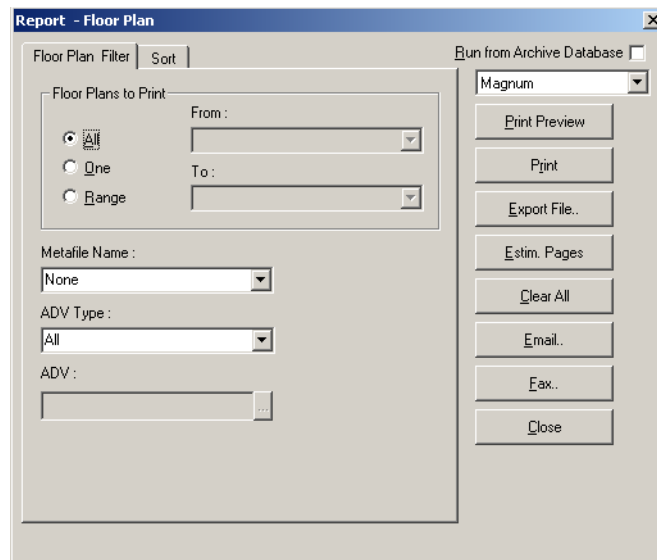 Report - Floor Plan
Floor Plan Filter
Sort
Run from Archive Database
Magnum
Floor Plans to Print
From :
All
One
To :
Range
Metafile Name :
None
ADV Type :
All
ADV :
...
Print Preview
Print
Export File..
Estim. Pages
Clear All
Email..
Fax..
Close